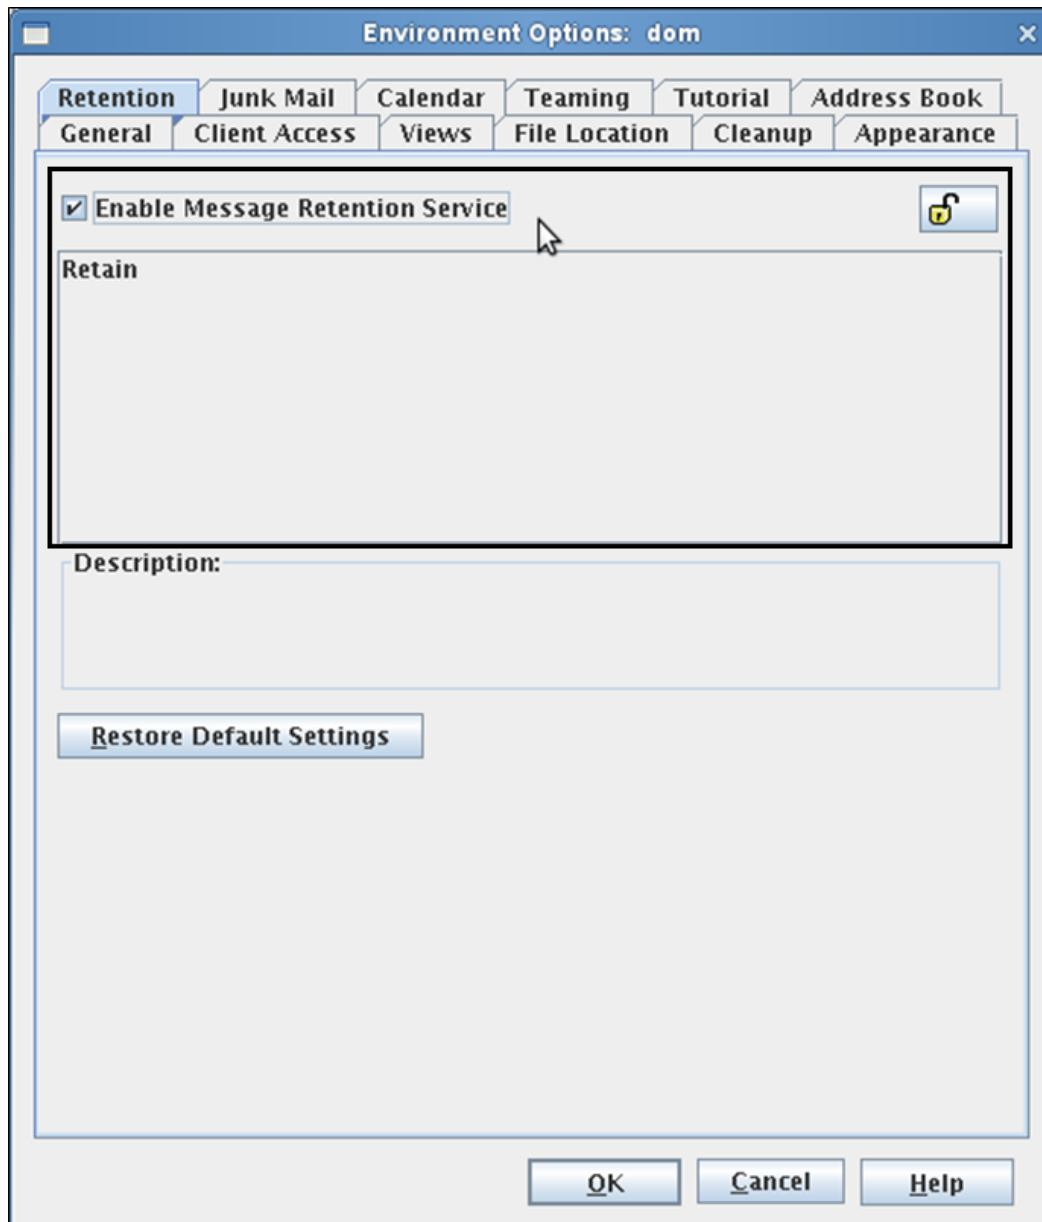 Environment Options: dom
Retention Junk Mail Calendar Teaming Tutorial Address Book
General Client Access Views File Location Cleanup Appearance
Enable Message Retention Service
Retain
Description:
Restore Default Settings
OK Cancel Help